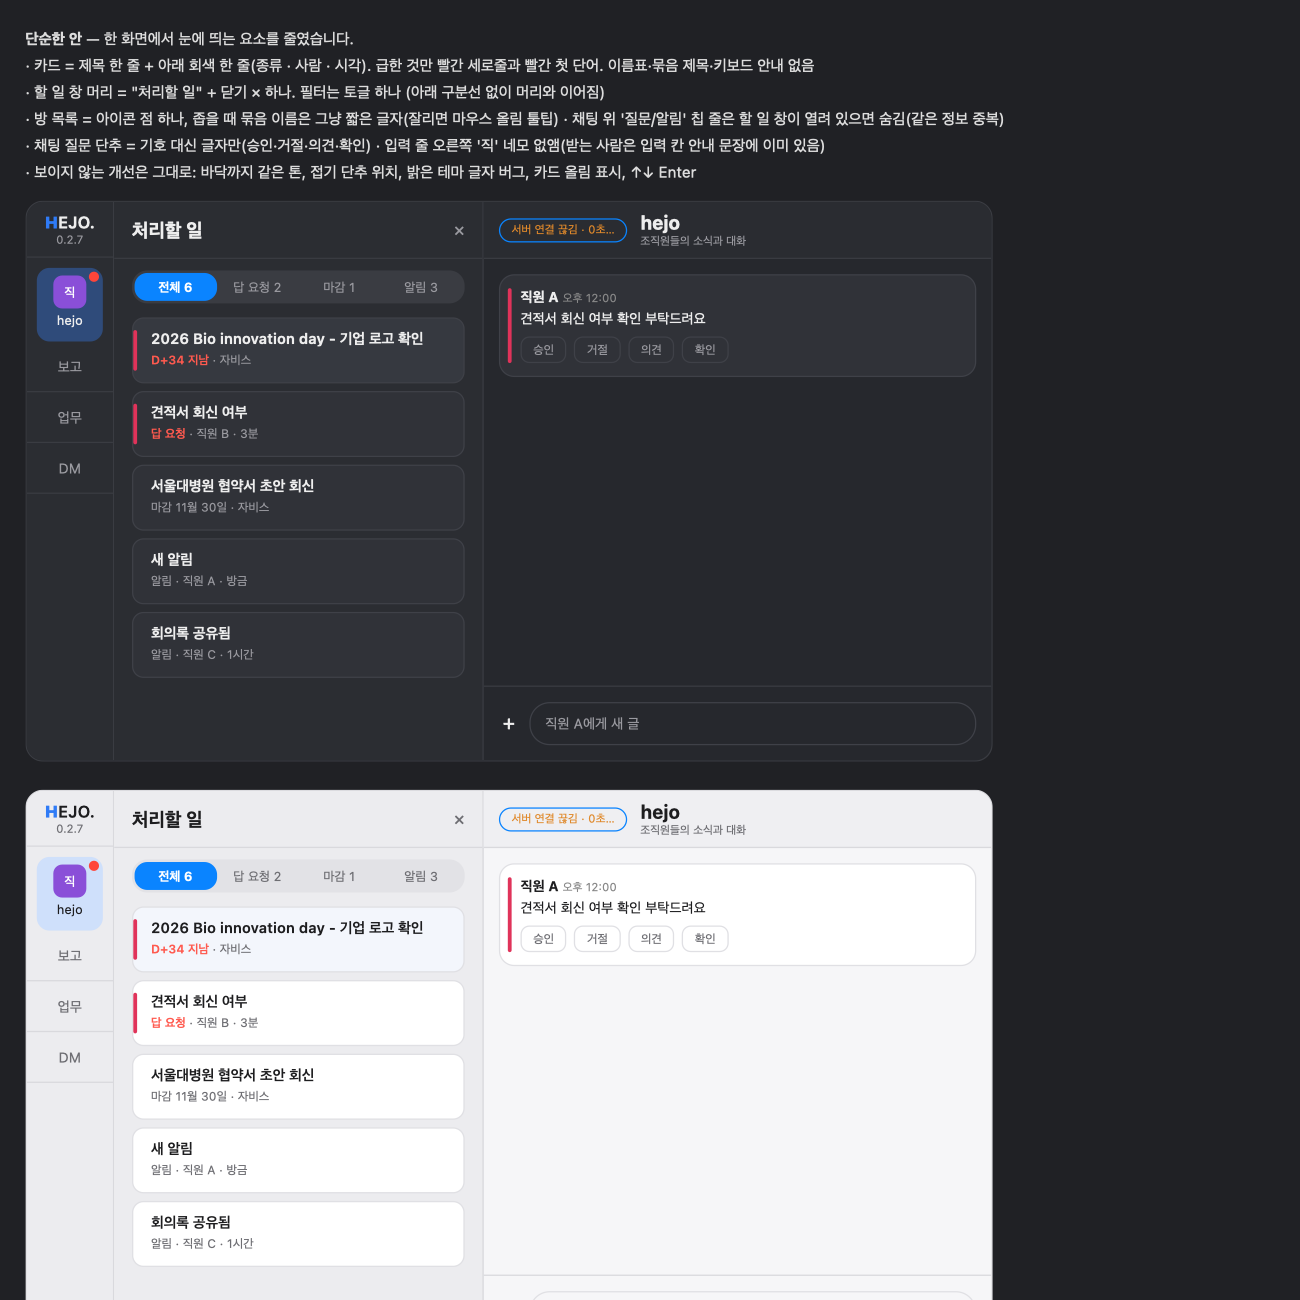 단순한 안 — 한 화면에서 눈에 띄는 요소를 줄였습니다.
· 카드 = 제목 한 줄 + 아래 회색 한 줄(종류 · 사람 · 시각). 급한 것만 빨간 세로줄과 빨간 첫 단어. 이름표·묶음 제목·키보드 안내 없음
· 할 일 창 머리 = "처리할 일" + 닫기 × 하나. 필터는 토글 하나 (아래 구분선 없이 머리와 이어짐)
· 방 목록 = 아이콘 점 하나, 좁을 때 묶음 이름은 그냥 짧은 글자(잘리면 마우스 올림 툴팁) · 채팅 위 '질문/알림' 칩 줄은 할 일 창이 열려 있으면 숨김(같은 정보 중복)
· 채팅 질문 단추 = 기호 대신 글자만(승인·거절·의견·확인) · 입력 줄 오른쪽 '직' 네모 없앰(받는 사람은 입력 칸 안내 문장에 이미 있음)
· 보이지 않는 개선은 그대로: 바닥까지 같은 톤, 접기 단추 위치, 밝은 테마 글자 버그, 카드 올림 표시, ↑↓ Enter
HEJO.
0.2.7
직
hejo
보고
업무
DM
처리할 일 ×
전체 6 답 요청 2 마감 1 알림 3
2026 Bio innovation day - 기업 로고 확인
D+34 지남 · 자비스
견적서 회신 여부
답 요청 · 직원 B · 3분
서울대병원 협약서 초안 회신
마감 11월 30일 · 자비스
새 알림
알림 · 직원 A · 방금
회의록 공유됨
알림 · 직원 C · 1시간
서버 연결 끊김 · 0초...
hejo
조직원들의 소식과 대화
직원 A 오후 12:00
견적서 회신 여부 확인 부탁드려요
승인 거절 의견 확인
+ 직원 A에게 새 글
HEJO.
0.2.7
직
hejo
보고
업무
DM
처리할 일 ×
전체 6 답 요청 2 마감 1 알림 3
2026 Bio innovation day - 기업 로고 확인
D+34 지남 · 자비스
견적서 회신 여부
답 요청 · 직원 B · 3분
서울대병원 협약서 초안 회신
마감 11월 30일 · 자비스
새 알림
알림 · 직원 A · 방금
회의록 공유됨
알림 · 직원 C · 1시간
서버 연결 끊김 · 0초...
hejo
조직원들의 소식과 대화
직원 A 오후 12:00
견적서 회신 여부 확인 부탁드려요
승인 거절 의견 확인